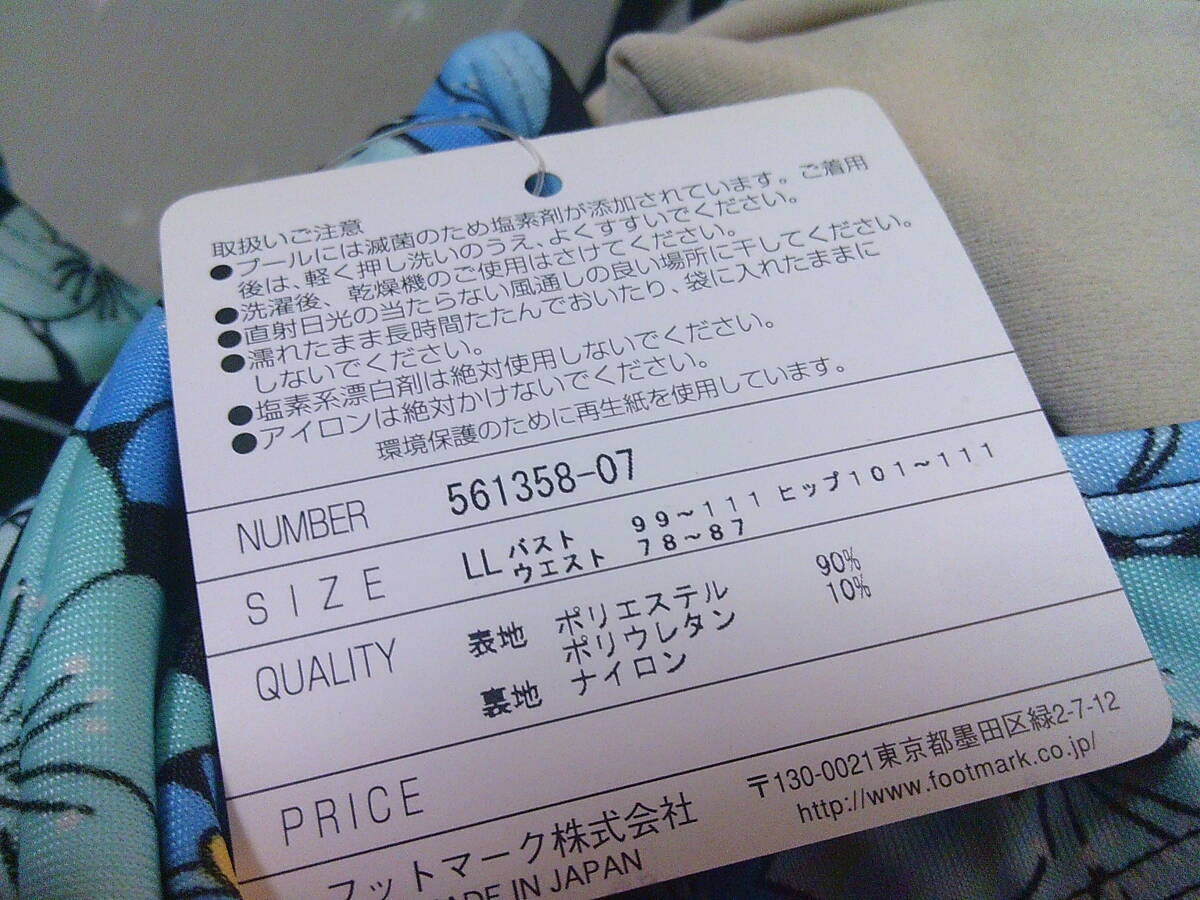 取扱いご注意
●プールには滅菌のため塩素剤が添加されています。ご着用
後は、軽く押し洗いのうえ、よくすすいでください。
●洗濯後、乾燥機のご使用はさけてください。
●直射日光の当たらない風通しの良い場所に干してください。
●濡れたまま長時間たたんでおいたり、袋に入れたままに
しないでください。
●塩素系漂白剤は絶対使用しないでください。
●アイロンは絶対かけないでください。
環境保護のために再生紙を使用しています。
NUMBER 561358-07
SIZE LL バスト 99~111 ヒップ101~111
ウエスト 78~87
QUALITY 表地 ポリエステル 90%
ポリウレタン 10%
裏地 ナイロン
PRICE
フットマーク株式会社 〒130-0021東京都墨田区緑2-7-12
MADE IN JAPAN http://www.footmark.co.jp/